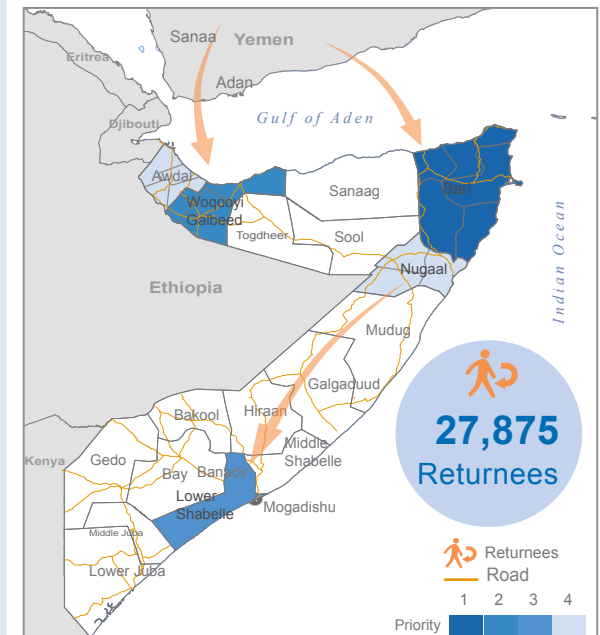 Sanaa
Yemen
Eritrea
Adan
Gulf of Aden
Djibouti
Indian Ocean
Awdal
Sanaag
Bari
Woqooyi
Galbeed
Togdheer
Sool
Nugaal
Ethiopia
Mudug
Galgaduud
Hiraan
Bakool
27,875
Returnees
Middle
Shabelle
Kenya
Gedo
Bay
Banadir
Lower
Shabelle
Mogadishu
Middle Juba
Lower Juba
Returnees
Road
1 2 3 4
Priority